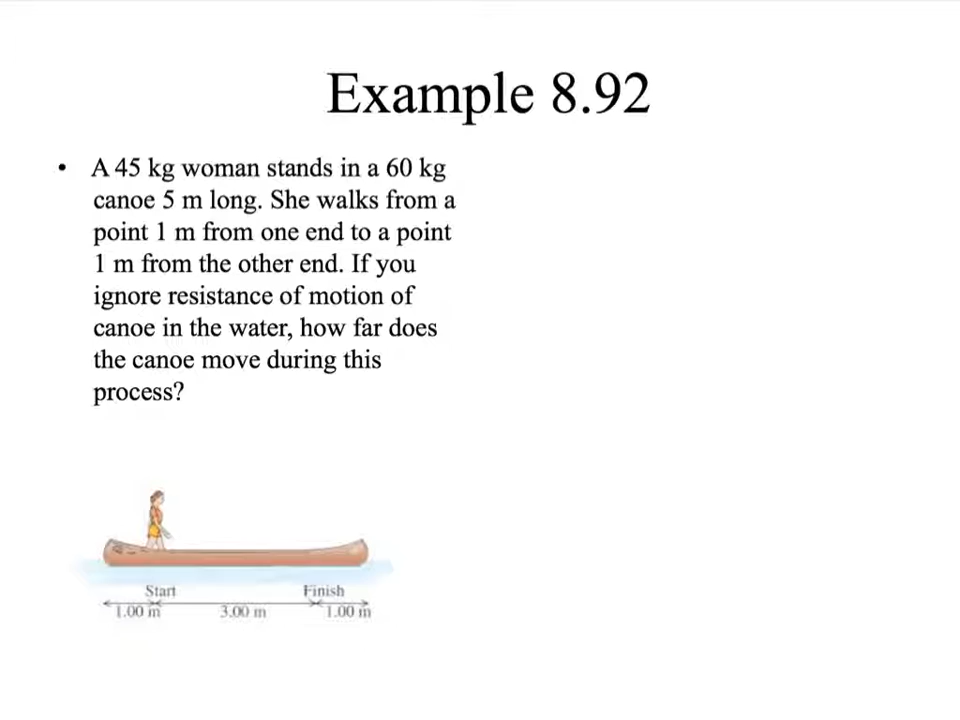 Example 8.92
• A 45 kg woman stands in a 60 kg
canoe 5 m long. She walks from a
point 1 m from one end to a point
1 m from the other end. If you
ignore resistance of motion of
canoe in the water, how far does
the canoe move during this
process?
Start Finish
1.00 m 3.00 m 1.00 m